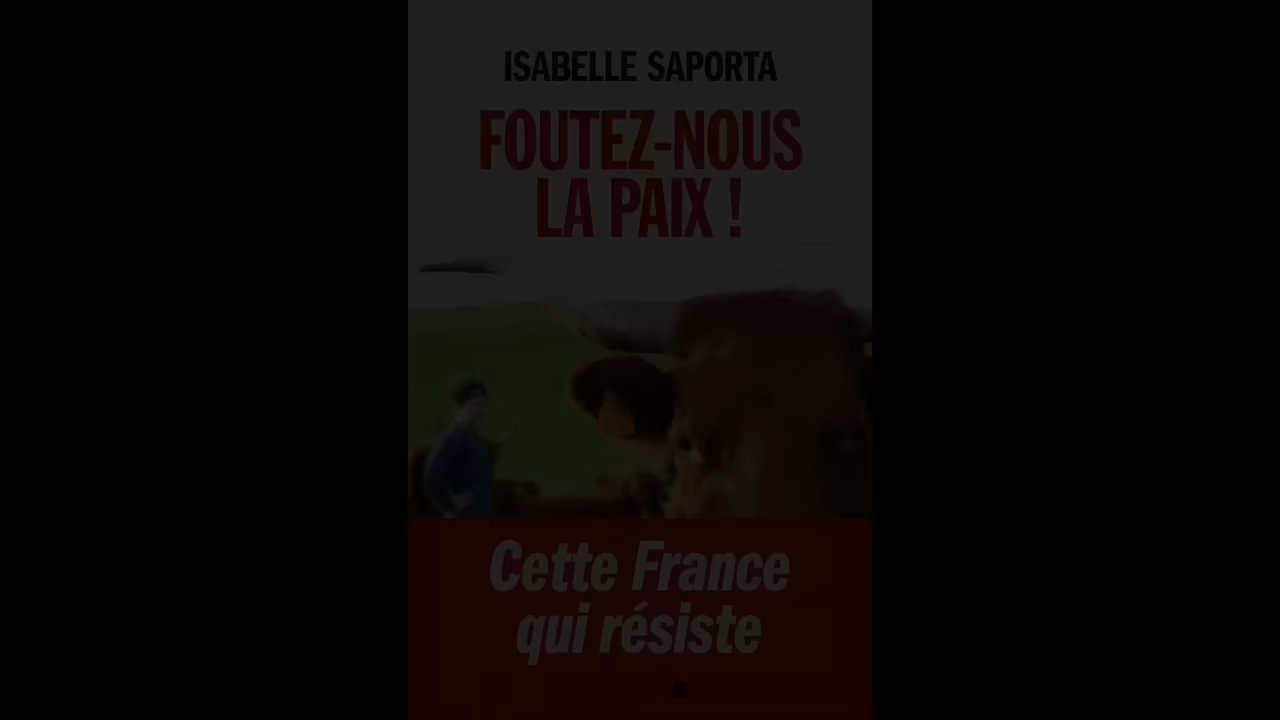 ISABELLE SAPORTA
FOUTEZ-NOUS
LA PAIX !
Cette France
qui résiste